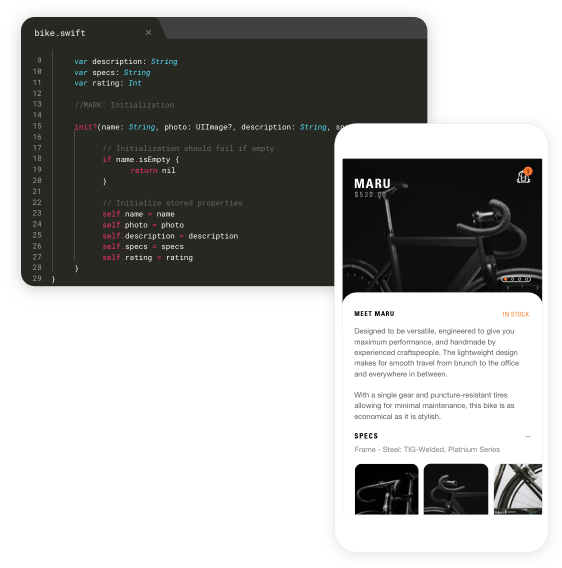 bike.swift ×
9 var description: String
10 var specs: String
11 var rating: Int
12
13 //MARK: Initialization
14
15 init?(name: String, photo: UIImage?, description: String, sp
16
17 // Initialization should fail if empty
18 if name.isEmpty {
19 return nil
20 }
21
22 // Initialize stored properties
23 self.name = name
24 self.photo = photo
25 self.description = description
26 self.specs = specs
27 self.rating = rating
28 }
29 }
MARU
$530.00
1
MEET MARU
IN STOCK
Designed to be versatile, engineered to give you
maximum performance, and handmade by
experienced craftspeople. The lightweight design
makes for smooth travel from brunch to the office
and everywhere in between.
With a single gear and puncture-resistant tires
allowing for minimal maintenance, this bike is as
economical as it is stylish.
SPECS –
Frame - Steel: TIG-Welded, Platnium Series